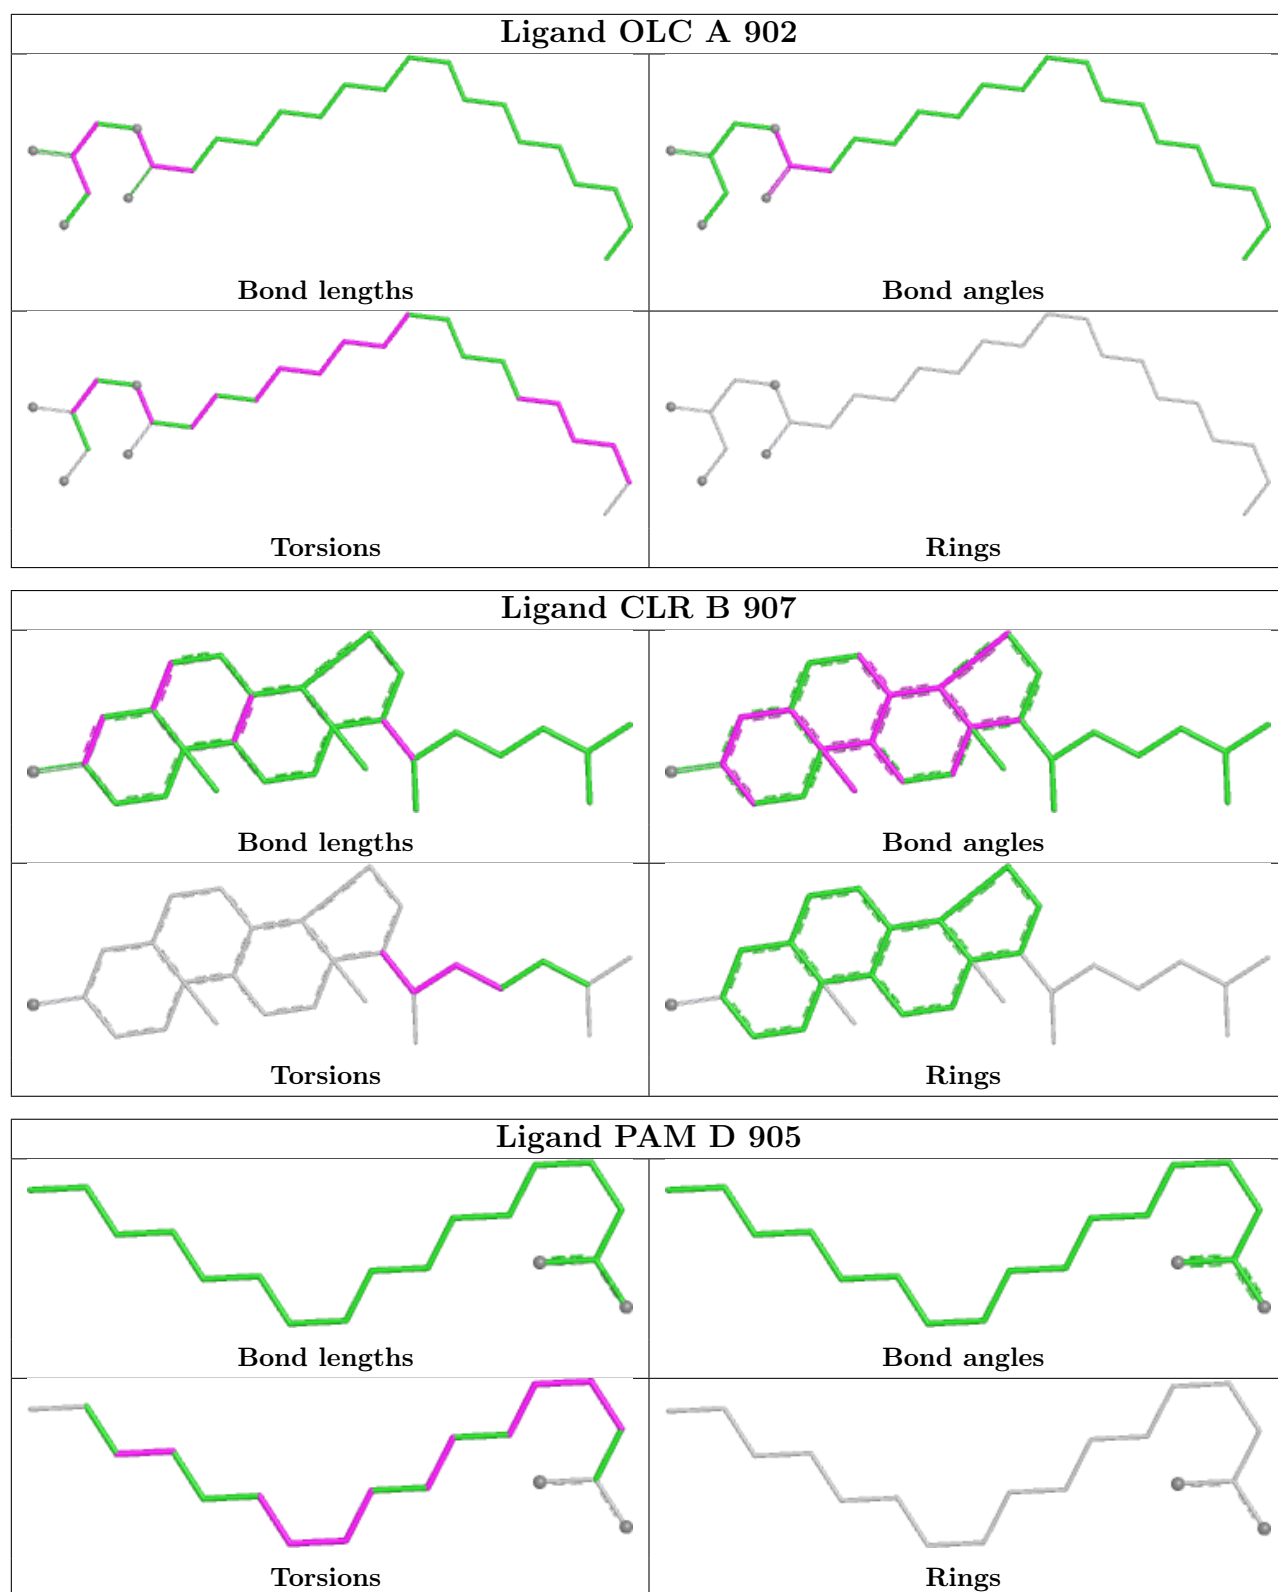 Ligand OLC A 902
Bond lengths
Bond angles
Torsions
Rings
Ligand CLR B 907
Bond lengths
Bond angles
Torsions
Rings
Ligand PAM D 905
Bond lengths
Bond angles
Torsions
Rings